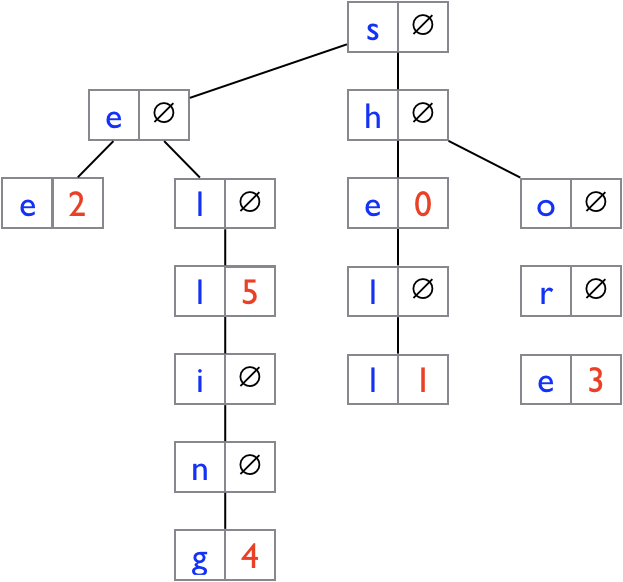 s ∅
e ∅ h ∅
e 2 l ∅ e 0 o ∅
l 5 l ∅ r ∅
i ∅ l 1 e 3
n ∅
g 4